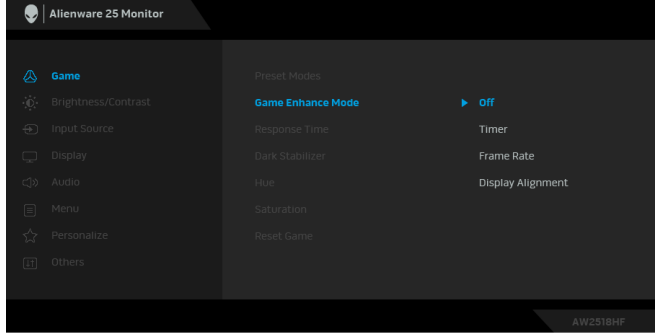 Alienware 25 Monitor
Game
Preset Modes
Brightness/Contrast
Game Enhance Mode
Off
Input Source
Response Time
Timer
Display
Dark Stabilizer
Frame Rate
Audio
Hue
Display Alignment
Menu
Saturation
Personalize
Reset Game
Others
AW2518HF